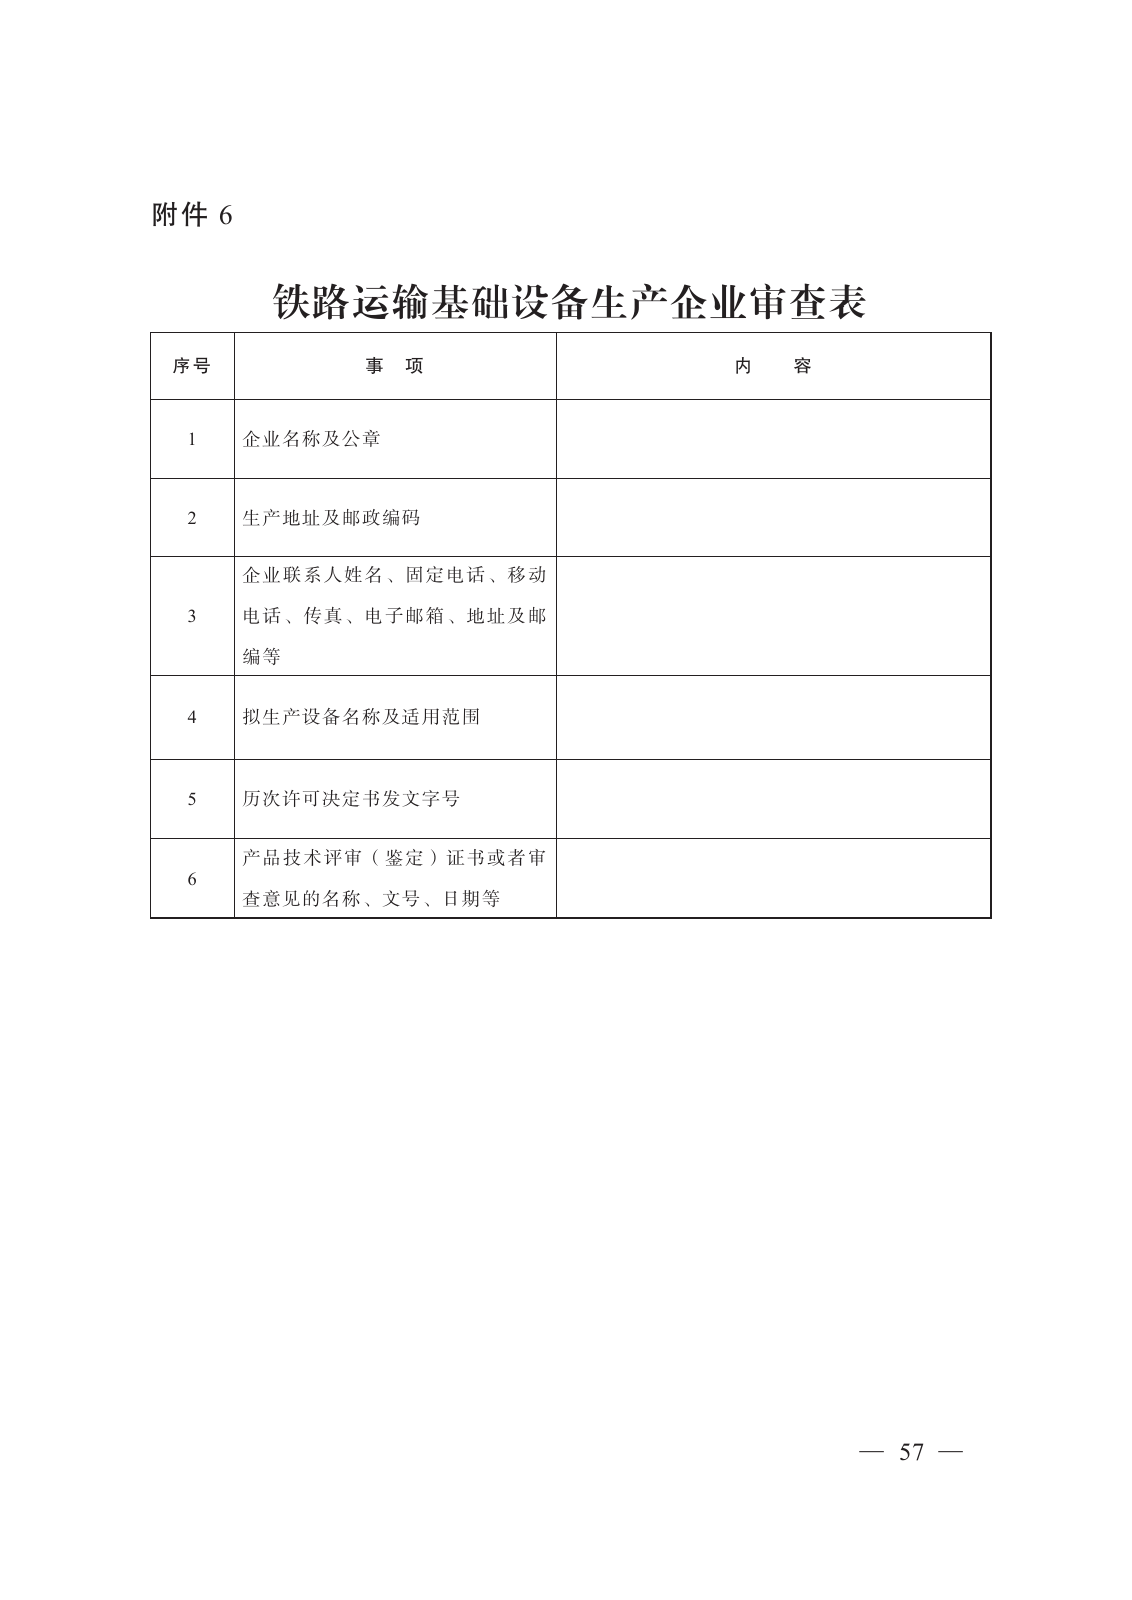 附件 6
铁路运输基础设备生产企业审查表
序号 事 项 内 容
1 企业名称及公章
2 生产地址及邮政编码
企业联系人姓名、固定电话、移动
3 电话、传真、电子邮箱、地址及邮
编等
4 拟生产设备名称及适用范围
5 历次许可决定书发文字号
产品技术评审（鉴定）证书或者审
6
查意见的名称、文号、日期等
— 57 —